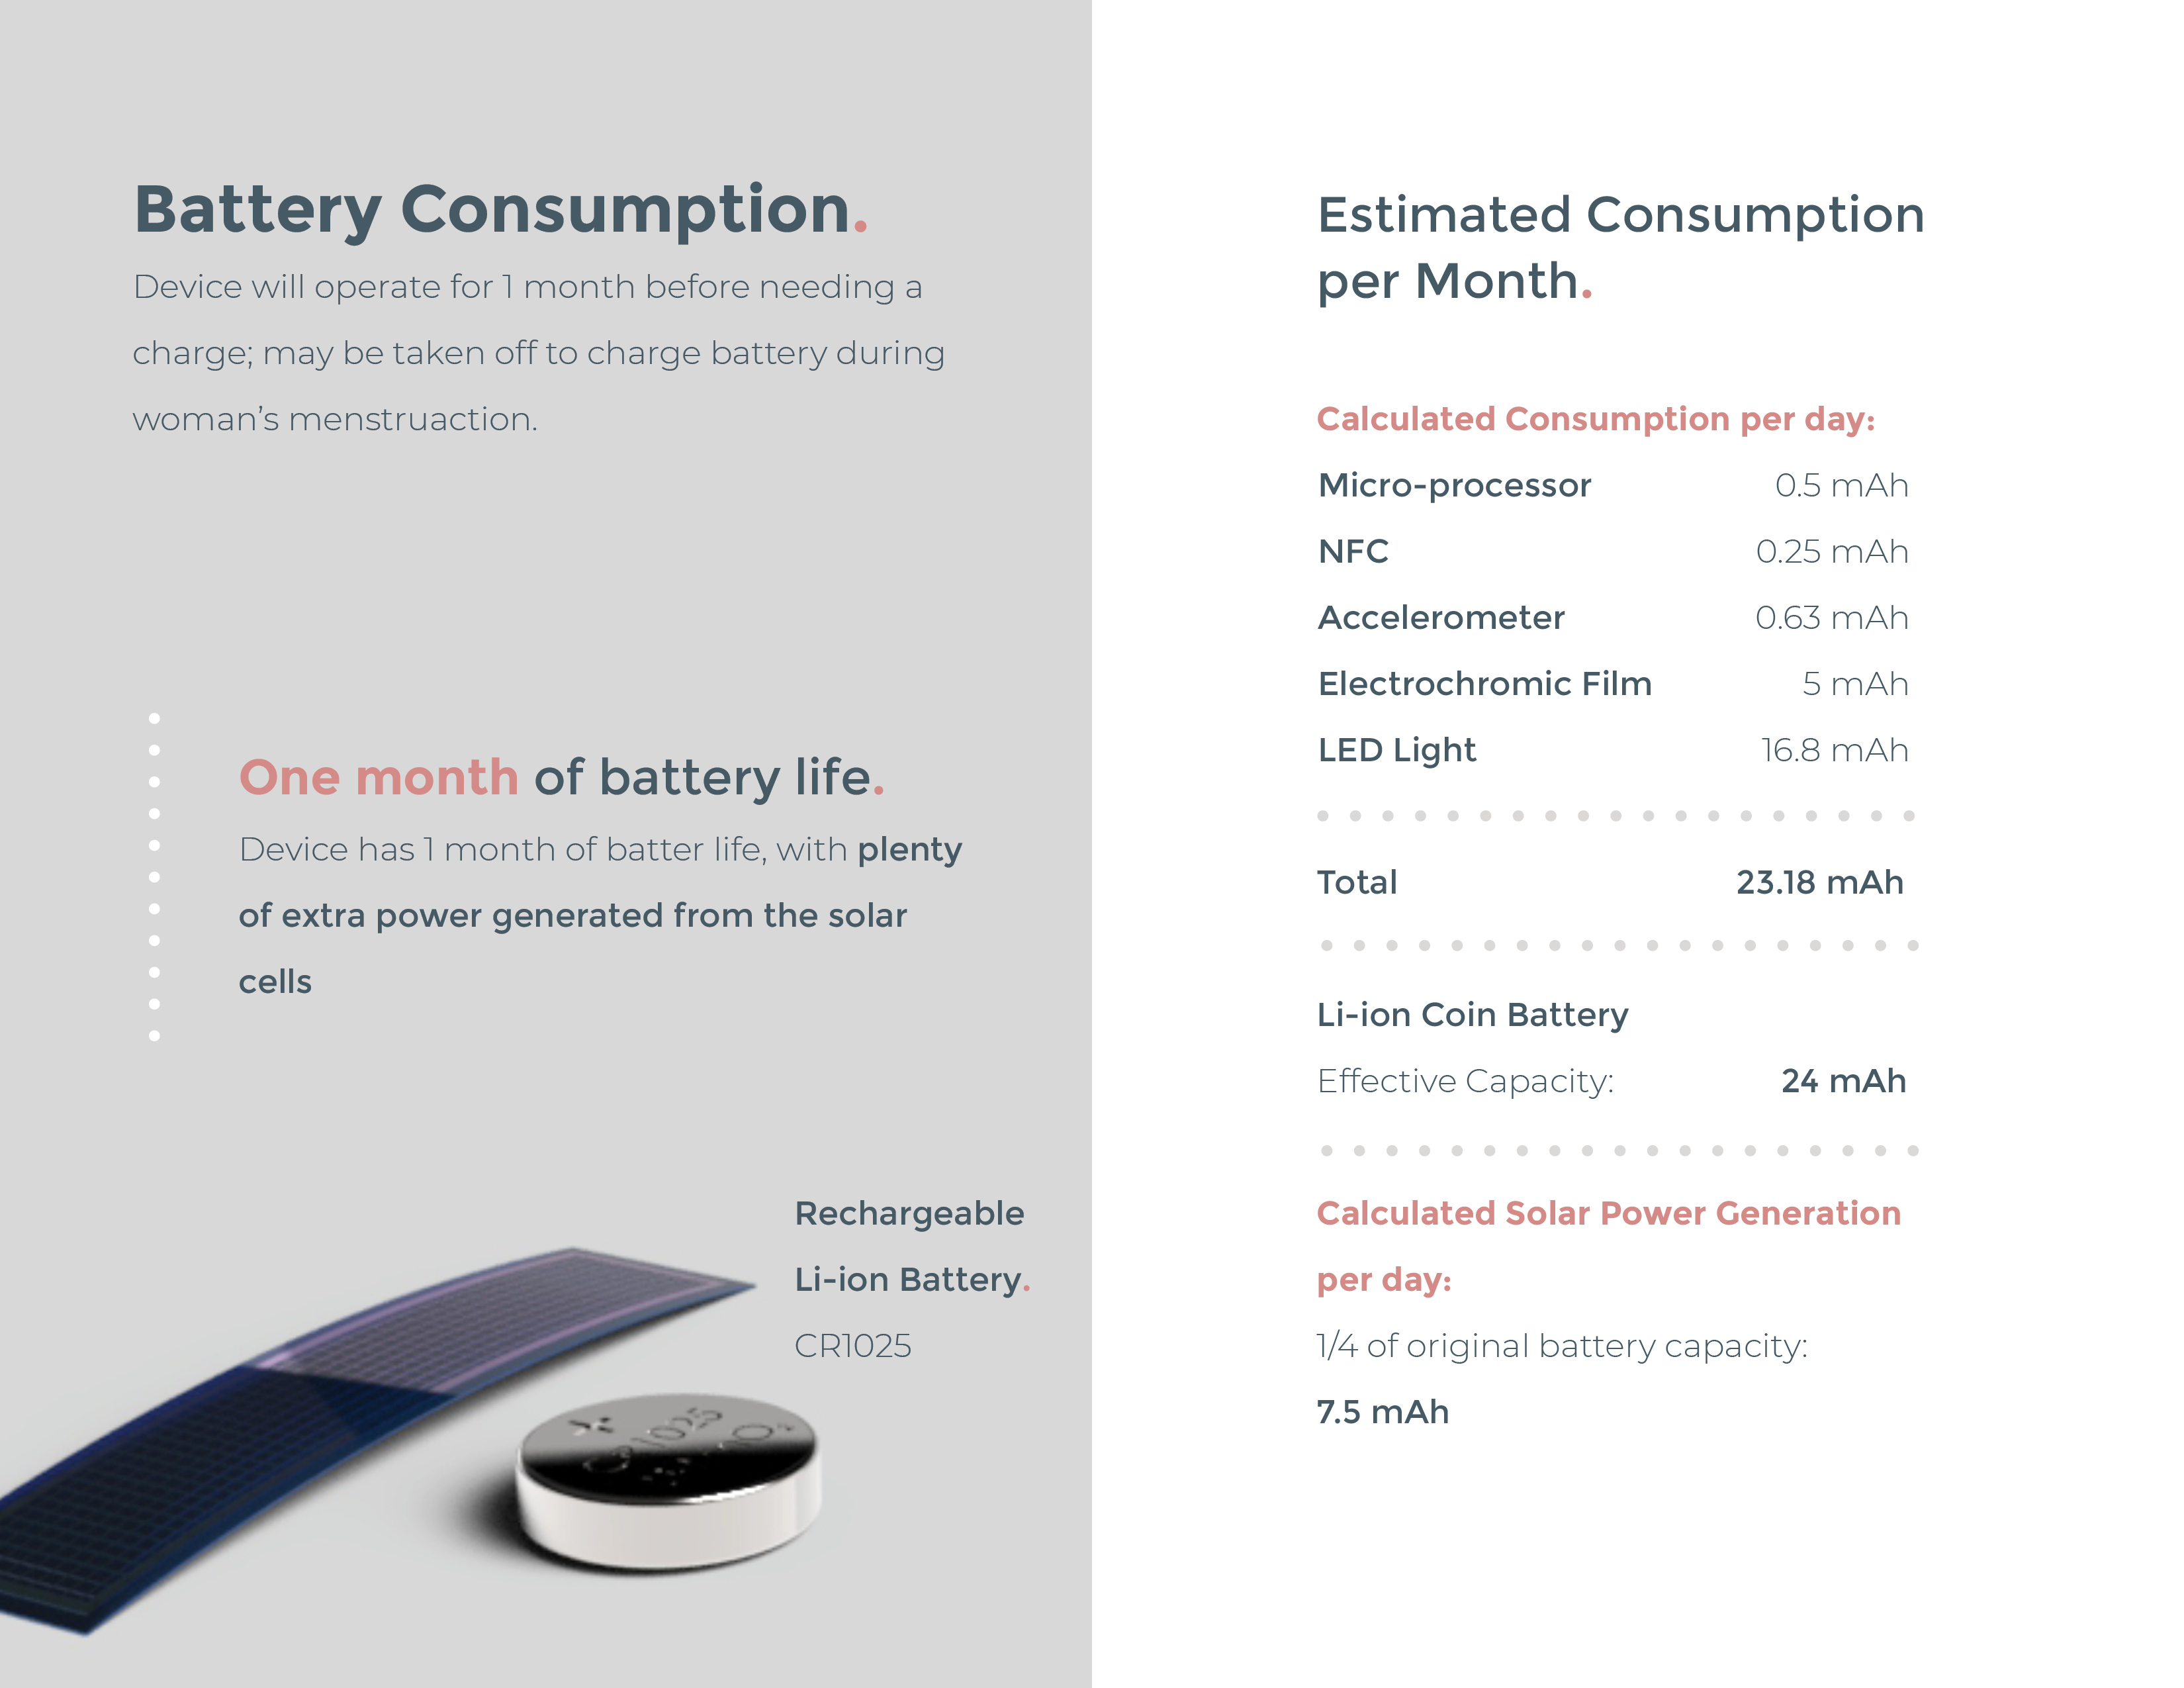 Battery Consumption.
Device will operate for 1 month before needing a
charge; may be taken off to charge battery during
woman's menstruaction.
One month of battery life.
Device has 1 month of batter life, with plenty
of extra power generated from the solar
cells
Rechargeable
Li-ion Battery.
CR1025
+
CR1025
Estimated Consumption
per Month.
Calculated Consumption per day:
Micro-processor 0.5 mAh
NFC 0.25 mAh
Accelerometer 0.63 mAh
Electrochromic Film 5 mAh
LED Light 16.8 mAh
Total 23.18 mAh
Li-ion Coin Battery
Effective Capacity: 24 mAh
Calculated Solar Power Generation
per day:
1/4 of original battery capacity:
7.5 mAh